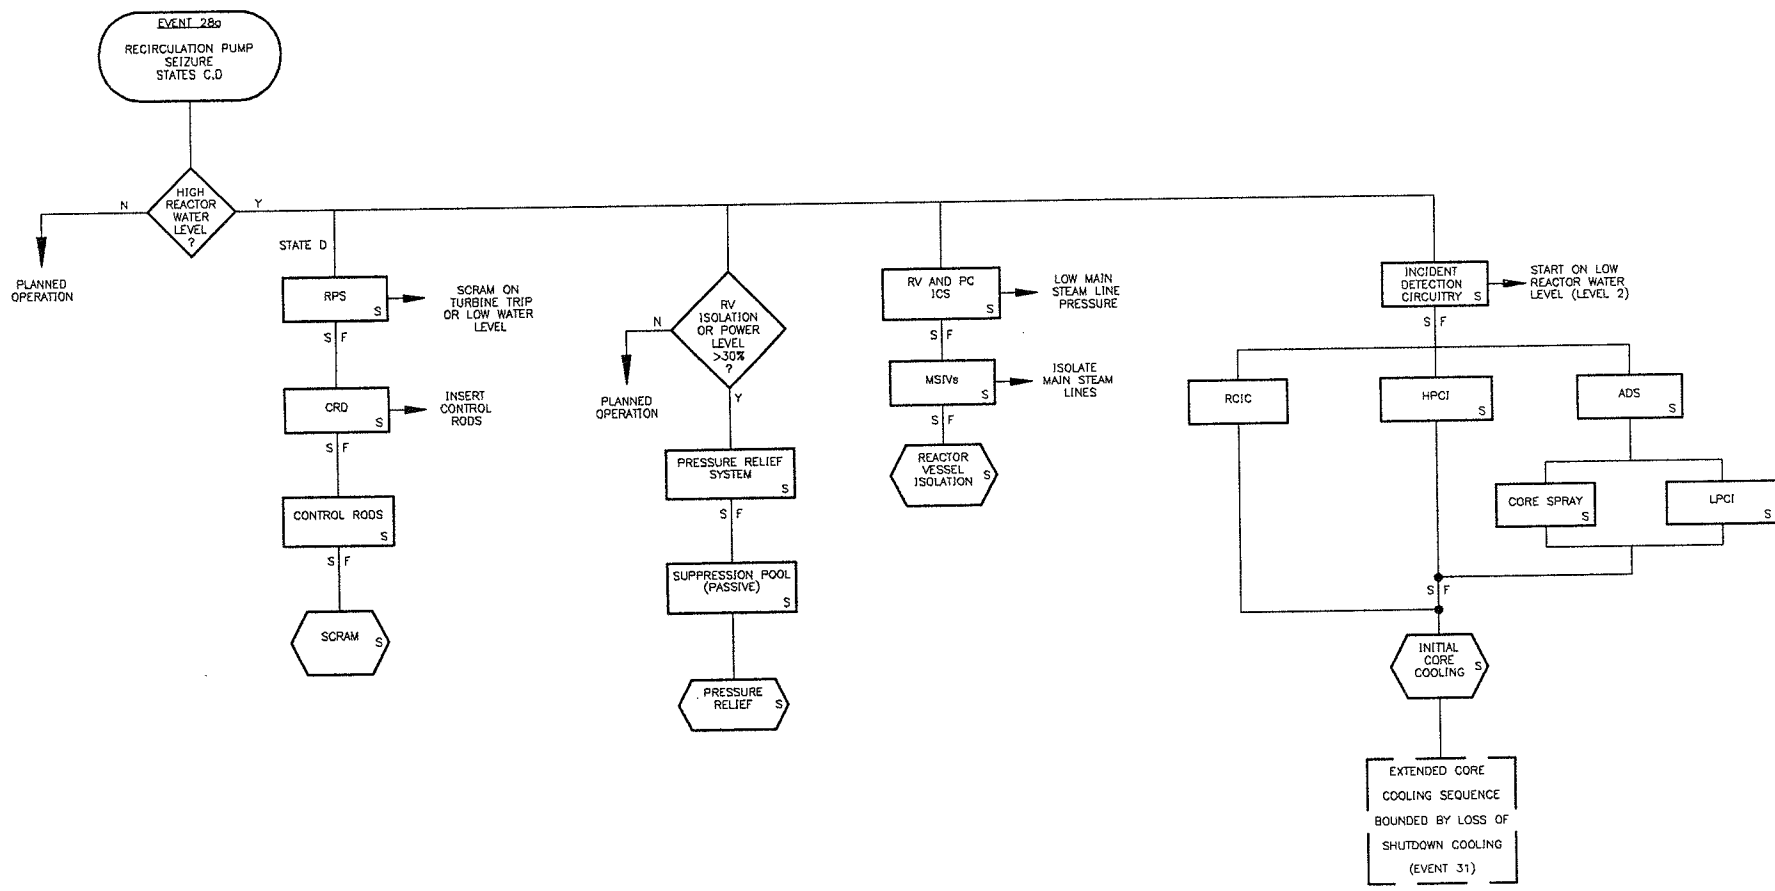 EVENT 28a
RECIRCULATION PUMP
SEIZURE
STATES C,D
HIGH
REACTOR
WATER
LEVEL
?
N
Y
PLANNED
OPERATION
STATE D
RPS
S
SCRAM ON
TURBINE TRIP
OR LOW WATER
LEVEL
S F
CRD
S
INSERT
CONTROL
RODS
S F
CONTROL RODS
S
S F
SCRAM
S
RV
ISOLATION
OR POWER
LEVEL
>30%
?
N
Y
PLANNED
OPERATION
PRESSURE RELIEF
SYSTEM
S
S F
SUPPRESSION POOL
(PASSIVE)
S
PRESSURE
RELIEF
S
RV AND PC
ICS
S
LOW MAIN
STEAM LINE
PRESSURE
S F
MSIVs
S
ISOLATE
MAIN STEAM
LINES
S F
REACTOR
VESSEL
ISOLATION
S
INCIDENT
DETECTION
CIRCUITRY
S
START ON LOW
REACTOR WATER
LEVEL (LEVEL 2)
S F
RCIC
HPCI
S
ADS
S
CORE SPRAY
S
LPCI
S
S F
INITIAL
CORE
COOLING
S
EXTENDED CORE
COOLING SEQUENCE
BOUNDED BY LOSS OF
SHUTDOWN COOLING
(EVENT 31)